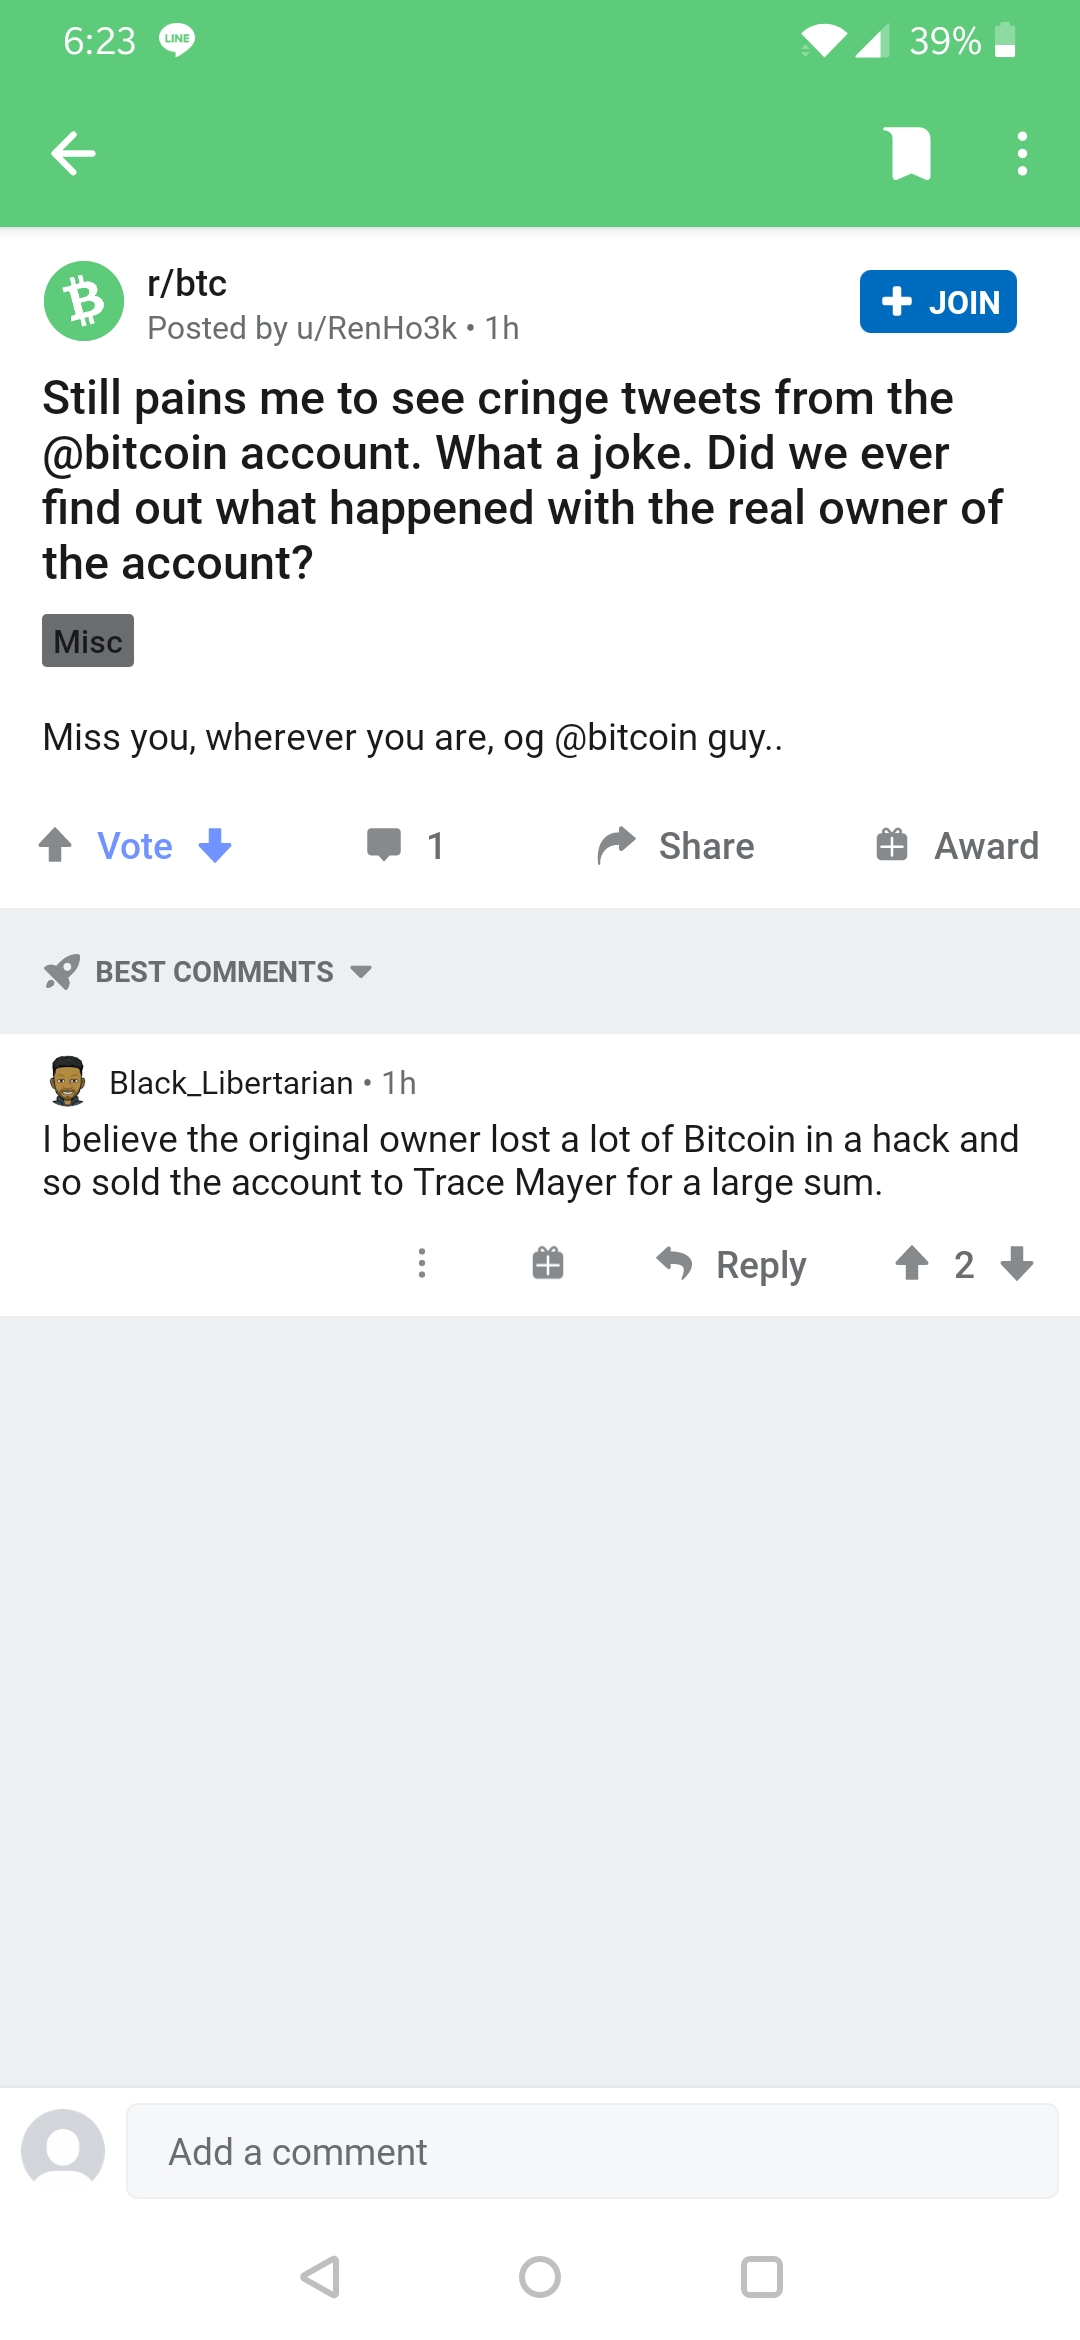 6:23 LINE 39%
r/btc
Posted by u/RenHo3k • 1h
+ JOIN
Still pains me to see cringe tweets from the
@bitcoin account. What a joke. Did we ever
find out what happened with the real owner of
the account?
Misc
Miss you, wherever you are, og @bitcoin guy..
Vote 1 Share Award
BEST COMMENTS
Black_Libertarian • 1h
I believe the original owner lost a lot of Bitcoin in a hack and
so sold the account to Trace Mayer for a large sum.
Reply 2
Add a comment